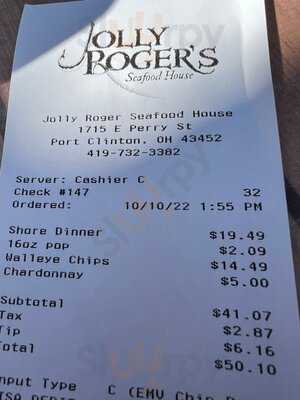 JOLLY
ROGER'S
Seafood House
Jolly Roger Seafood House
1715 E Perry St
Port Clinton, OH 43452
419-732-3382
Server: Cashier C
Check #147 32
Ordered: 10/10/22 1:55 PM
Shore Dinner $19.49
16oz pop $2.09
Walleye Chips $14.49
Chardonnay $5.00
Subtotal $41.07
Tax $2.87
Tip $6.16
Total $50.10
Input Type C (EMV Chip